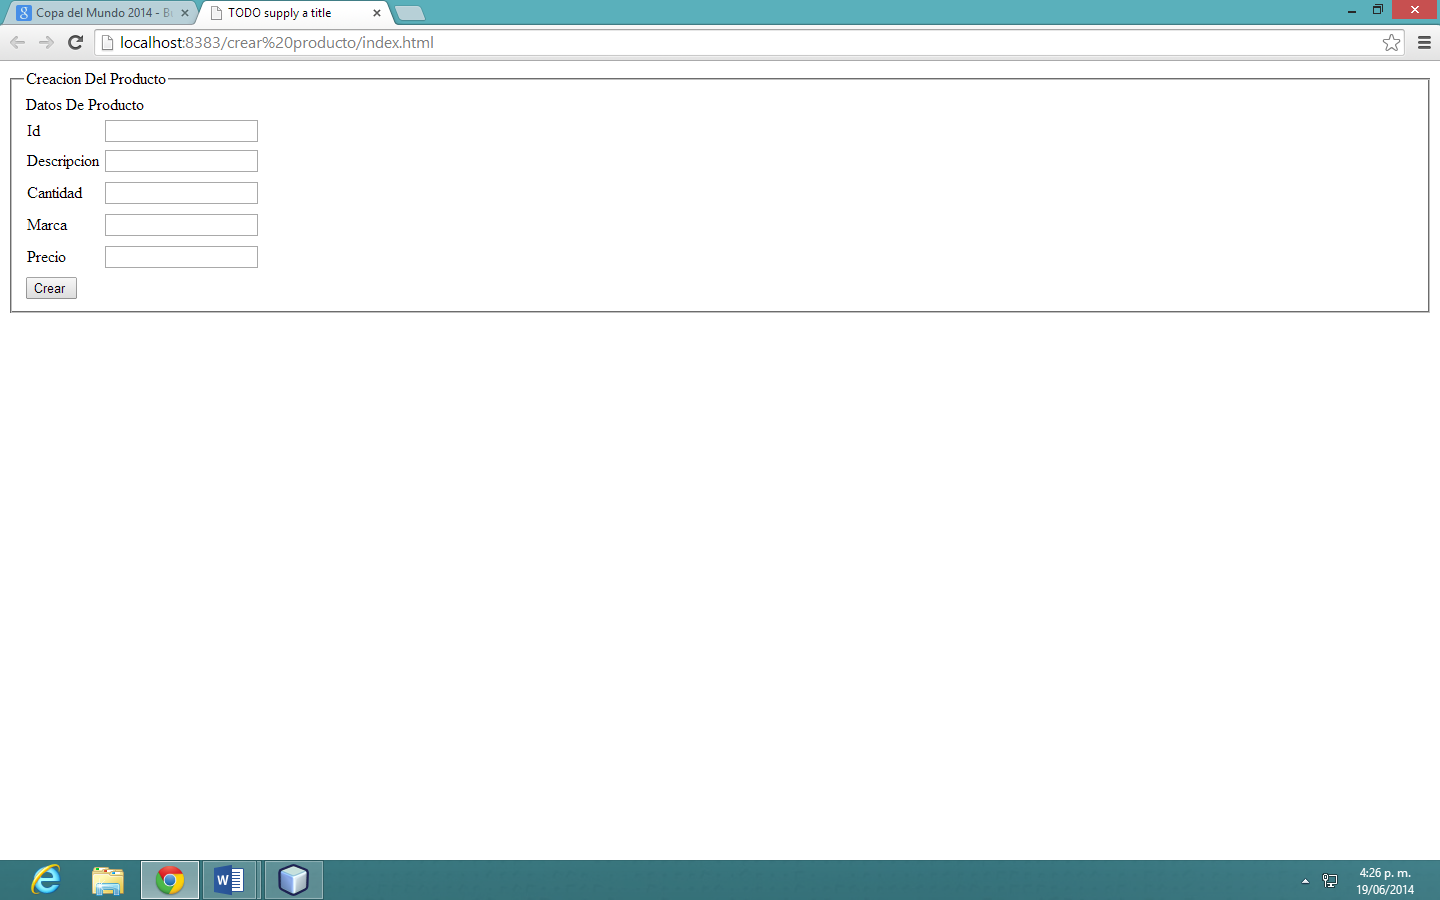 Copa del Mundo 2014 - B
TODO supply a title
localhost:8383/crear%20producto/index.html
Creacion Del Producto
Datos De Producto
Id
Descripcion
Cantidad
Marca
Precio
Crear
4:26 p. m.
19/06/2014